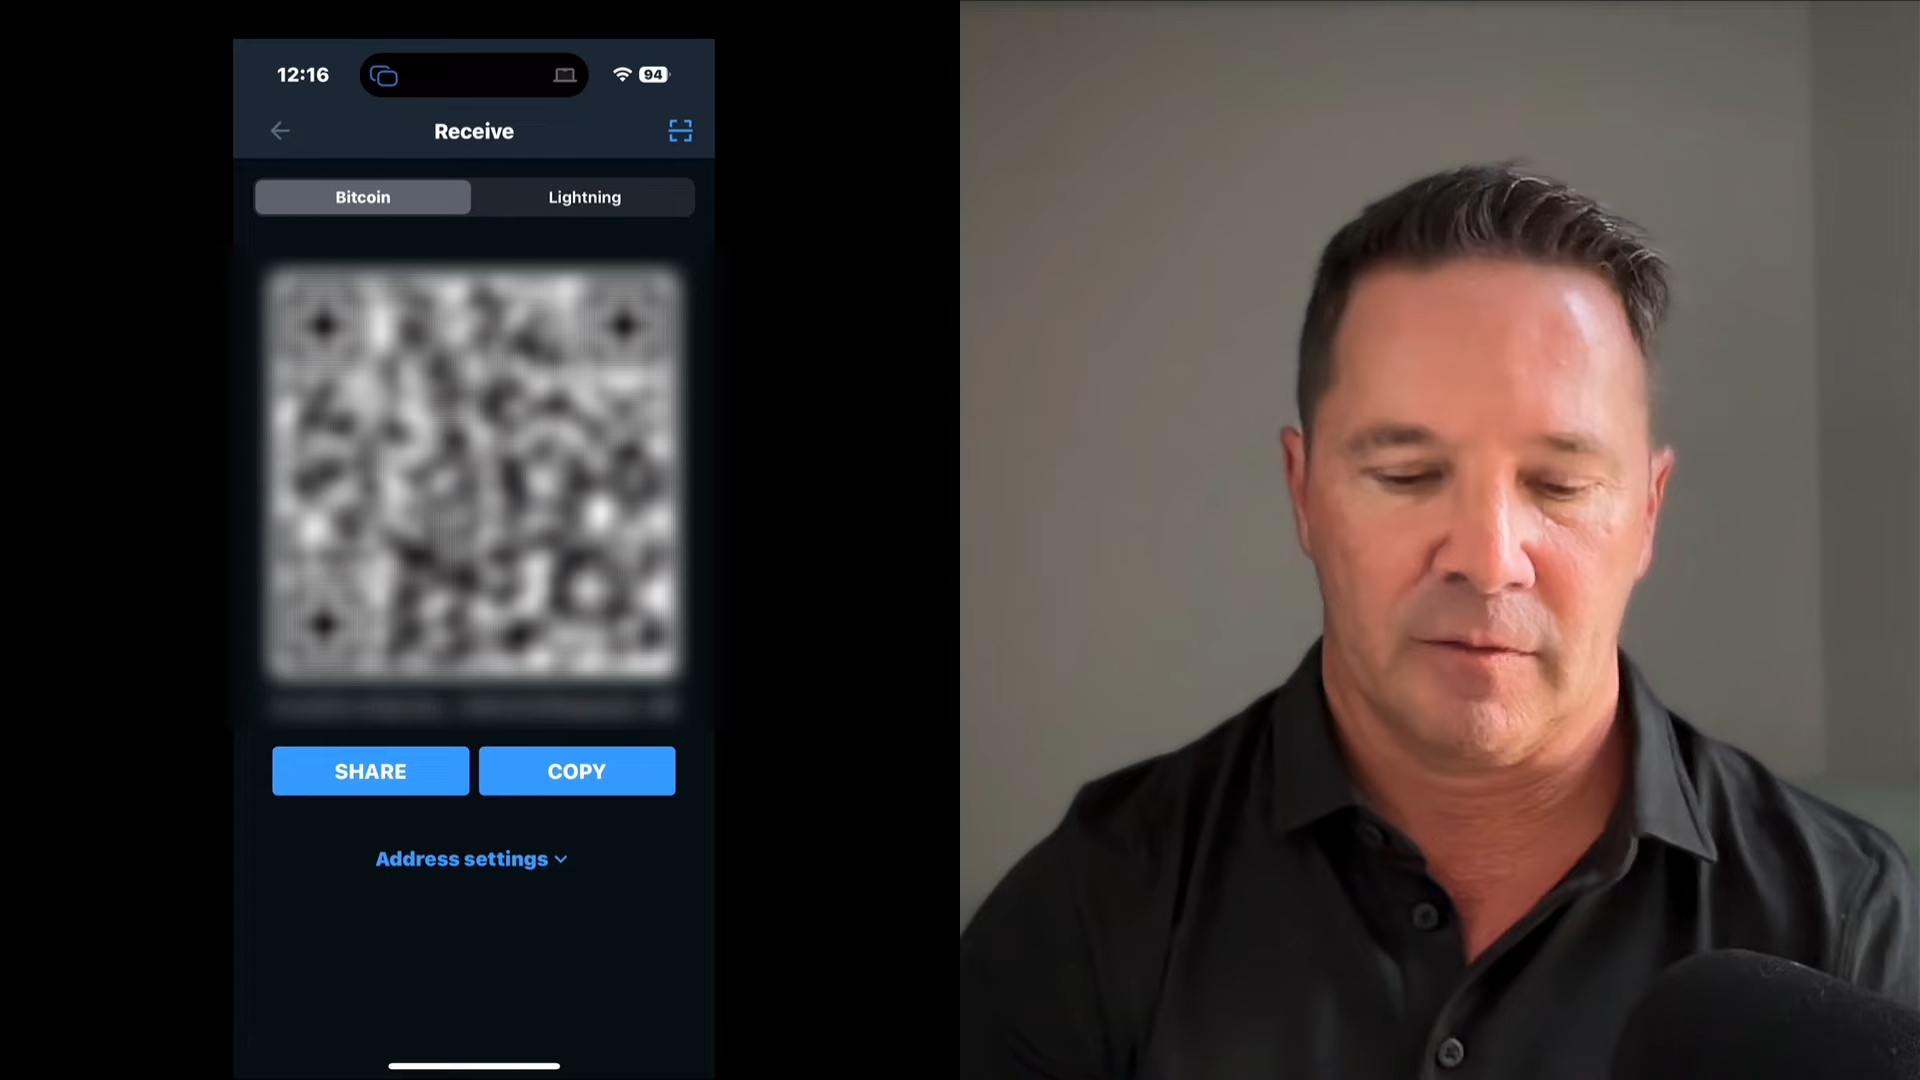 12:16
94
Receive
Bitcoin Lightning
SHARE COPY
Address settings